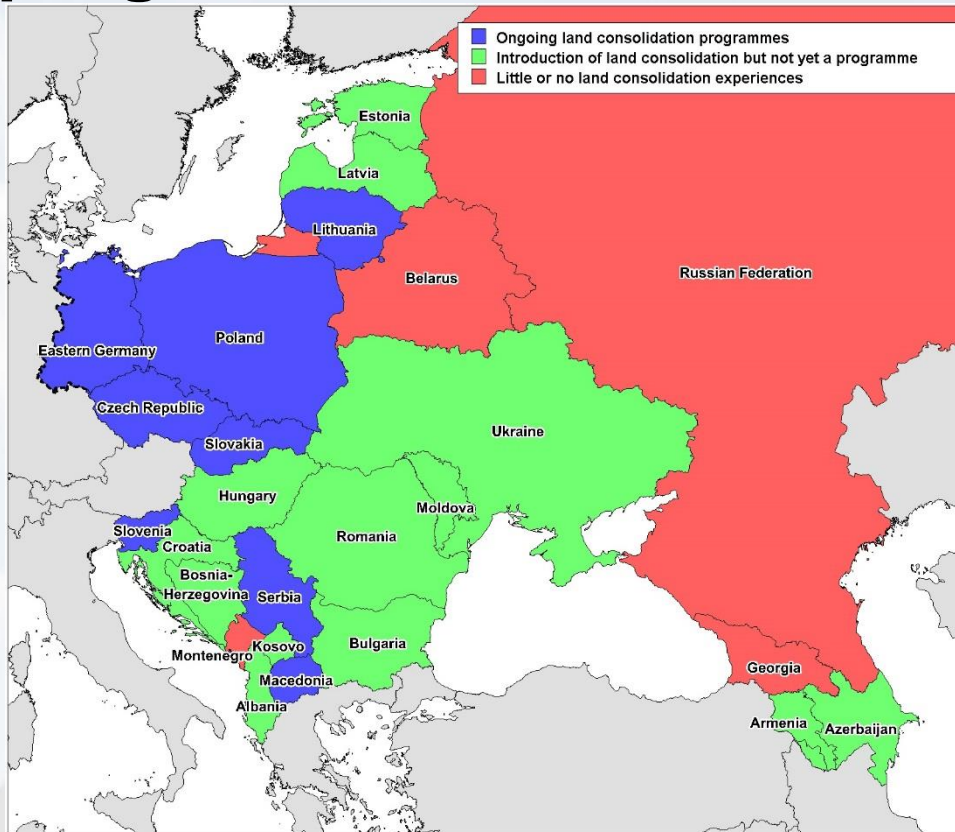 Ongoing land consolidation programmes
Introduction of land consolidation but not yet a programme
Little or no land consolidation experiences
Estonia
Latvia
Lithuania
Russian Federation
Belarus
Poland
Eastern Germany
Czech Republic
Ukraine
Slovakia
Hungary
Moldova
Slovenia
Romania
Croatia
Bosnia-
Herzegovina
Serbia
Bulgaria
Kosovo
Montenegro
Georgia
Macedonia
Albania
Armenia
Azerbaijan